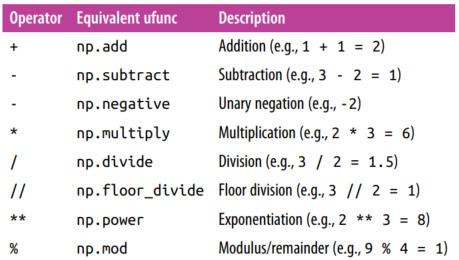 Operator Equivalent ufunc Description
+ np.add Addition (e.g., 1 + 1 = 2)
- np.subtract Subtraction (e.g., 3 - 2 = 1)
- np.negative Unary negation (e.g., -2)
* np.multiply Multiplication (e.g., 2 * 3 = 6)
/ np.divide Division (e.g., 3 / 2 = 1.5)
// np.floor_divide Floor division (e.g., 3 // 2 = 1)
** np.power Exponentiation (e.g., 2 ** 3 = 8)
% np.mod Modulus/remainder (e.g., 9 % 4 = 1)